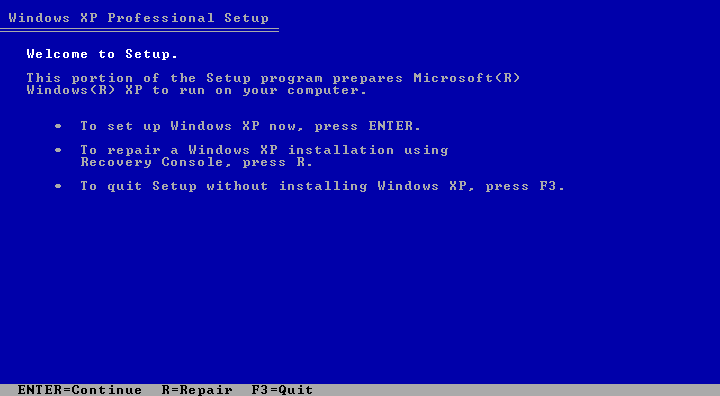 Windows XP Professional Setup
Welcome to Setup.
This portion of the Setup program prepares Microsoft(R)
Windows(R) XP to run on your computer.
• To set up Windows XP now, press ENTER.
• To repair a Windows XP installation using
Recovery Console, press R.
• To quit Setup without installing Windows XP, press F3.
ENTER=Continue R=Repair F3=Quit